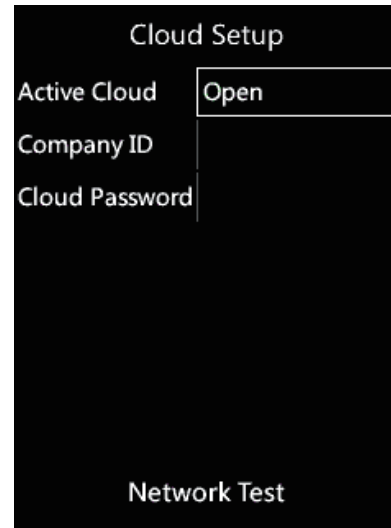 Cloud Setup
Active Cloud Open
Company ID
Cloud Password
Network Test